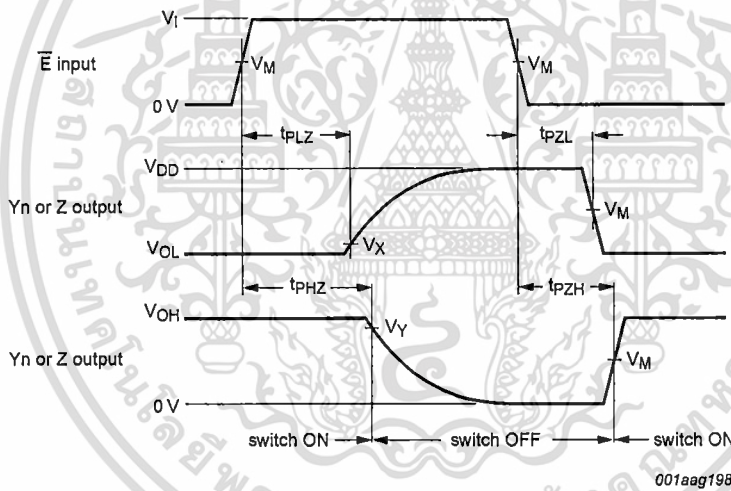 V_I
E̅ input
V_M
V_M
0 V
t_PLZ
t_PZL
V_DD
Yn or Z output
V_M
V_OL
V_X
t_PHZ
t_PZH
V_OH
V_Y
Yn or Z output
V_M
0 V
switch ON
switch OFF
switch ON
001aag198